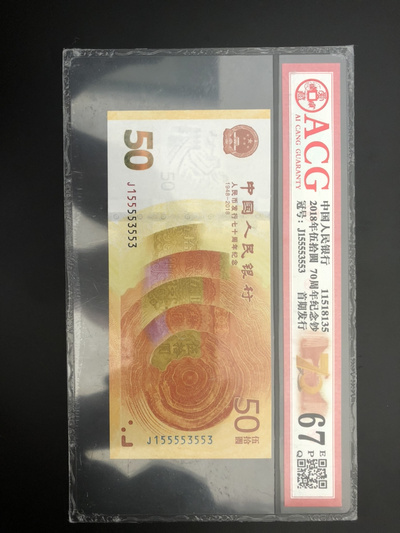 ACG
AI CANG GUARANTY
中国人民银行 11518135
2018年伍拾圆 70周年纪念钞
冠号：J155553553 首期发行
67
EPQ
50
J155553553
中国人民银行
人民币发行七十周年纪念
1948-2018
50
伍拾圆
J155553553